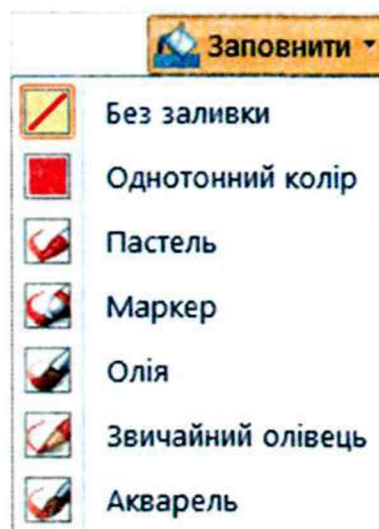 Заповнити
Без заливки
Однотонний колір
Пастель
Маркер
Олія
Звичайний олівець
Акварель